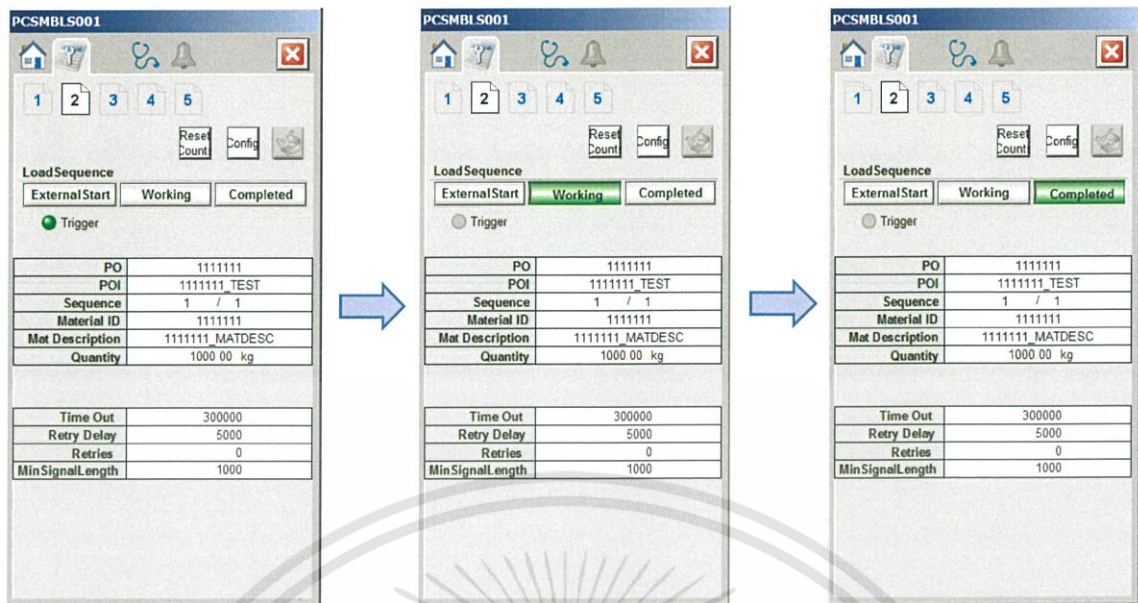 PCSMBLS001
1 2 3 4 5
Reset Count:
Config
LoadSequence
ExternalStart Working Completed
Trigger
PO 1111111
POI 1111111_TEST
Sequence 1 / 1
Material ID 1111111
Mat Description 1111111_MATDESC
Quantity 1000 00 kg
Time Out 300000
Retry Delay 5000
Retries 0
MinSignalLength 1000
PCSMBLS001
1 2 3 4 5
Reset Count:
Config
LoadSequence
ExternalStart Working Completed
Trigger
PO 1111111
POI 1111111_TEST
Sequence 1 / 1
Material ID 1111111
Mat Description 1111111_MATDESC
Quantity 1000 00 kg
Time Out 300000
Retry Delay 5000
Retries 0
MinSignalLength 1000
PCSMBLS001
1 2 3 4 5
Reset Count:
Config
LoadSequence
ExternalStart Working Completed
Trigger
PO 1111111
POI 1111111_TEST
Sequence 1 / 1
Material ID 1111111
Mat Description 1111111_MATDESC
Quantity 1000 00 kg
Time Out 300000
Retry Delay 5000
Retries 0
MinSignalLength 1000